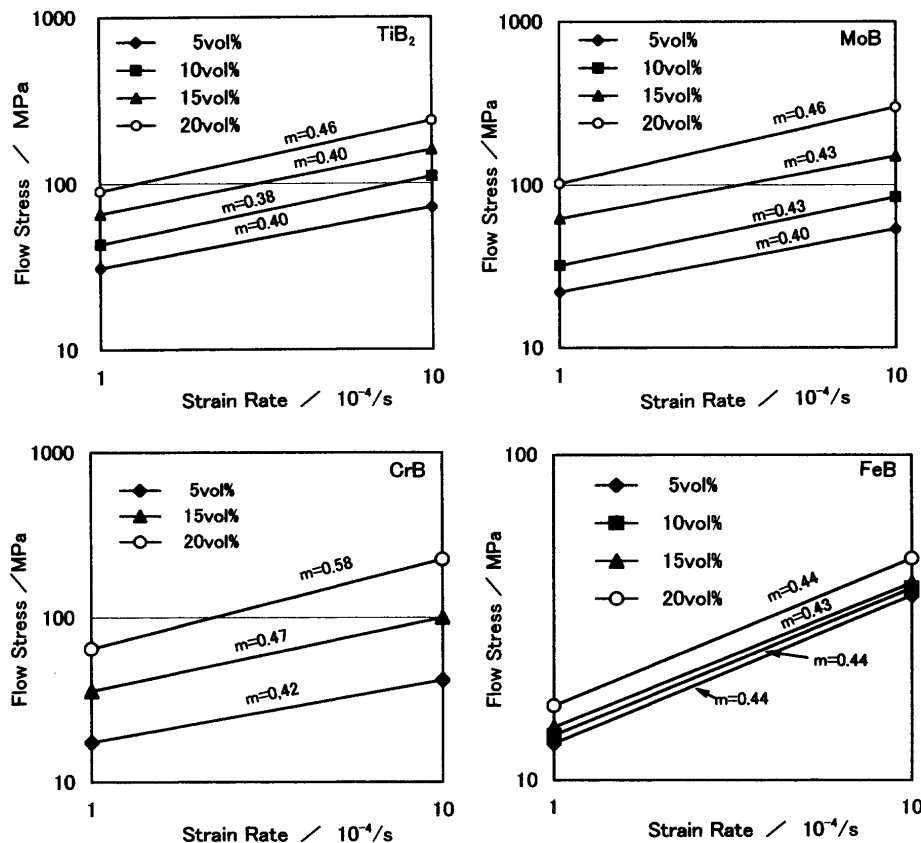 1000
100
10
Flow Stress / MPa
TiB₂
5vol%
10vol%
15vol%
20vol%
m=0.46
m=0.40
m=0.38
m=0.40
1 10
Strain Rate / 10⁻⁴/s
1000
100
10
Flow Stress /MPa
MoB
5vol%
10vol%
15vol%
20vol%
m=0.46
m=0.43
m=0.43
m=0.40
1 10
Strain Rate / 10⁻⁴/s
1000
100
10
Flow Stress /MPa
CrB
5vol%
15vol%
20vol%
m=0.58
m=0.47
m=0,42
1 10
Strain Rate / 10⁻⁴/s
100
10
Flow Stress / MPa
FeB
5vol%
10vol%
15vol%
20vol%
m=0.44
m=0.43
m=0.44
m=0.44
1 10
Strain Rate / 10⁻⁴/s